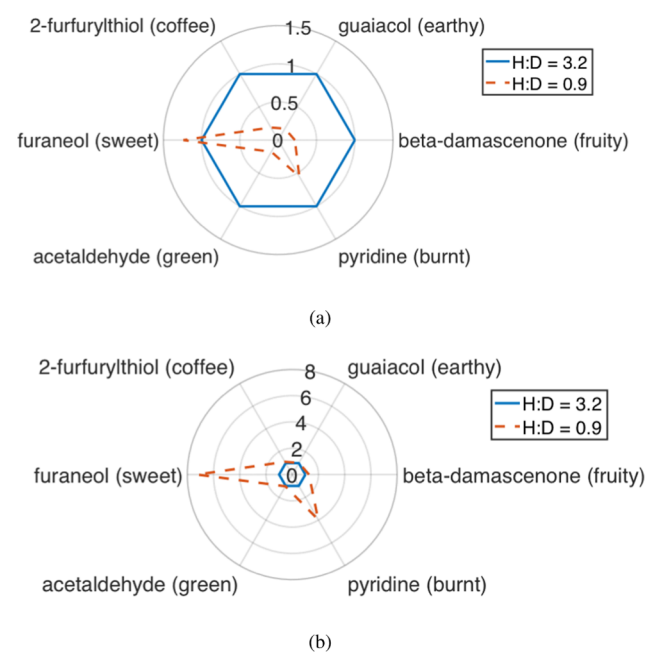 2-furfurylthiol (coffee)
1.5
guaiacol (earthy)
1
H:D = 3.2
H:D = 0.9
0.5
furaneol (sweet)
0
beta-damascenone (fruity)
acetaldehyde (green)
pyridine (burnt)
(a)
2-furfurylthiol (coffee)
8
guaiacol (earthy)
6
H:D = 3.2
4
H:D = 0.9
2
furaneol (sweet)
0
beta-damascenone (fruity)
acetaldehyde (green)
pyridine (burnt)
(b)